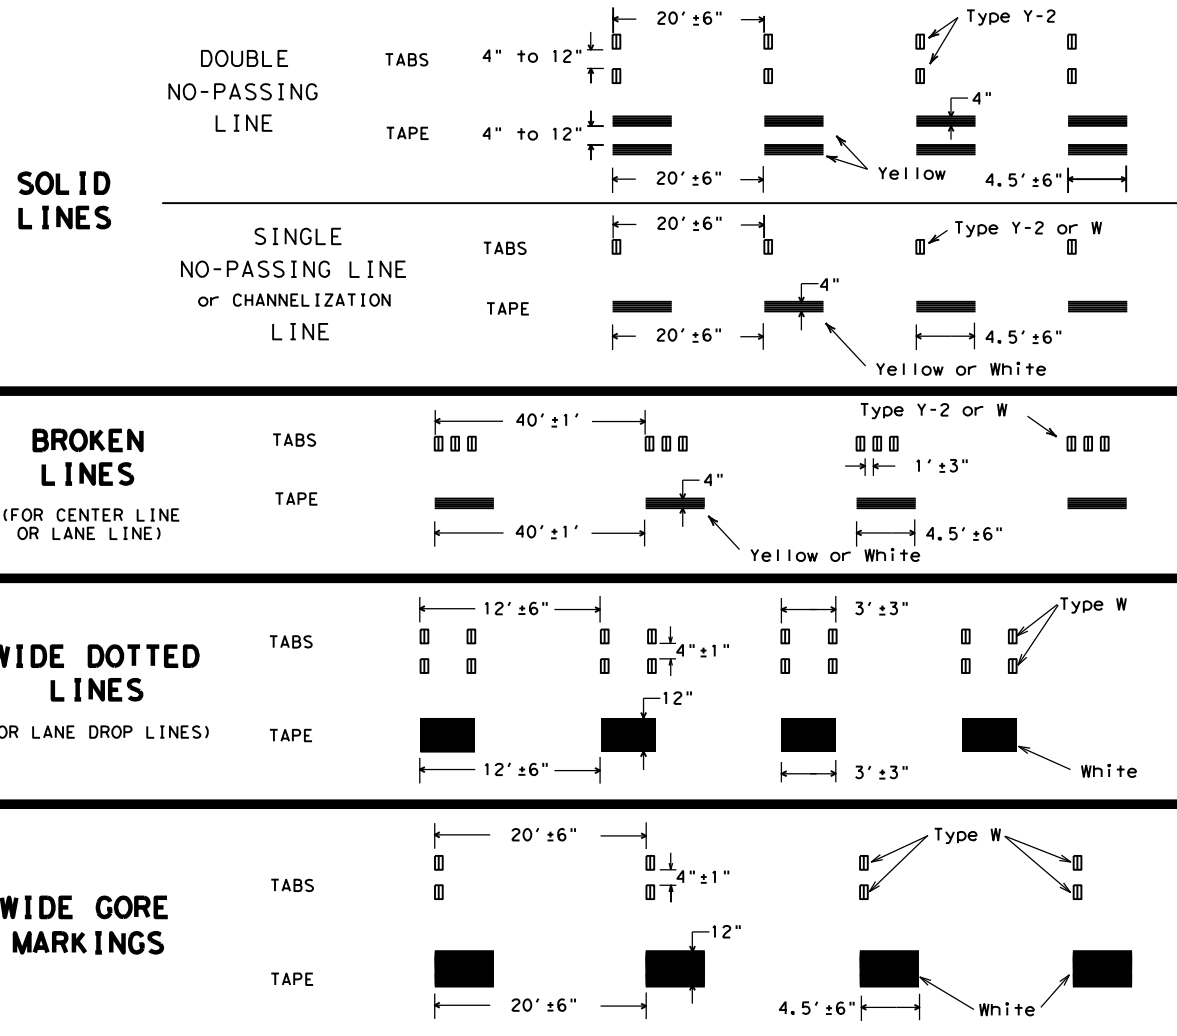 SOLID
LINES
DOUBLE
NO-PASSING
LINE
TABS
4" to 12"
20'±6"
Type Y-2
TAPE
4" to 12"
4"
Yellow
20'±6"
4.5'±6"
SINGLE
NO-PASSING LINE
or CHANNELIZATION
LINE
TABS
20'±6"
Type Y-2 or W
TAPE
4"
20'±6"
4.5'±6"
Yellow or White
BROKEN
LINES
(FOR CENTER LINE
OR LANE LINE)
TABS
40'±1'
Type Y-2 or W
1'±3"
TAPE
4"
40'±1'
4.5'±6"
Yellow or White
WIDE DOTTED
LINES
OR LANE DROP LINES)
TABS
12'±6"
3'±3"
Type W
4"±1"
TAPE
12"
12'±6"
3'±3"
White
WIDE GORE
MARKINGS
TABS
20'±6"
Type W
4"±1"
TAPE
12"
20'±6"
4.5'±6"
White